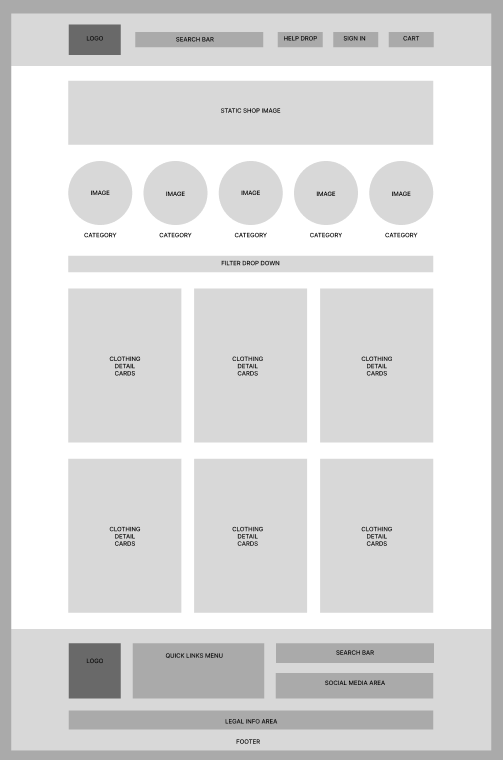 LOGO
SEARCH BAR
HELP DROP
SIGN IN
CART
STATIC SHOP IMAGE
IMAGE
IMAGE
IMAGE
IMAGE
IMAGE
CATEGORY
CATEGORY
CATEGORY
CATEGORY
CATEGORY
FILTER DROP DOWN
CLOTHING
DETAIL
CARDS
CLOTHING
DETAIL
CARDS
CLOTHING
DETAIL
CARDS
CLOTHING
DETAIL
CARDS
CLOTHING
DETAIL
CARDS
CLOTHING
DETAIL
CARDS
LOGO
QUICK LINKS MENU
SEARCH BAR
SOCIAL MEDIA AREA
LEGAL INFO AREA
FOOTER